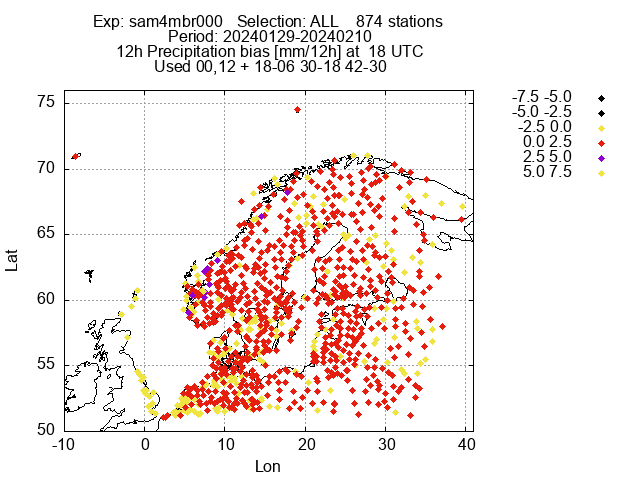 Exp: sam4mbr000   Selection: ALL    874 stations
Period: 20240129-20240210
12h Precipitation bias [mm/12h] at  18 UTC
Used 00,12 + 18-06 30-18 42-30
-7.5 -5.0
-5.0 -2.5
-2.5 0.0
0.0 2.5
2.5 5.0
5.0 7.5
75
70
65
60
55
50
Lat
-10 0 10 20 30 40
Lon